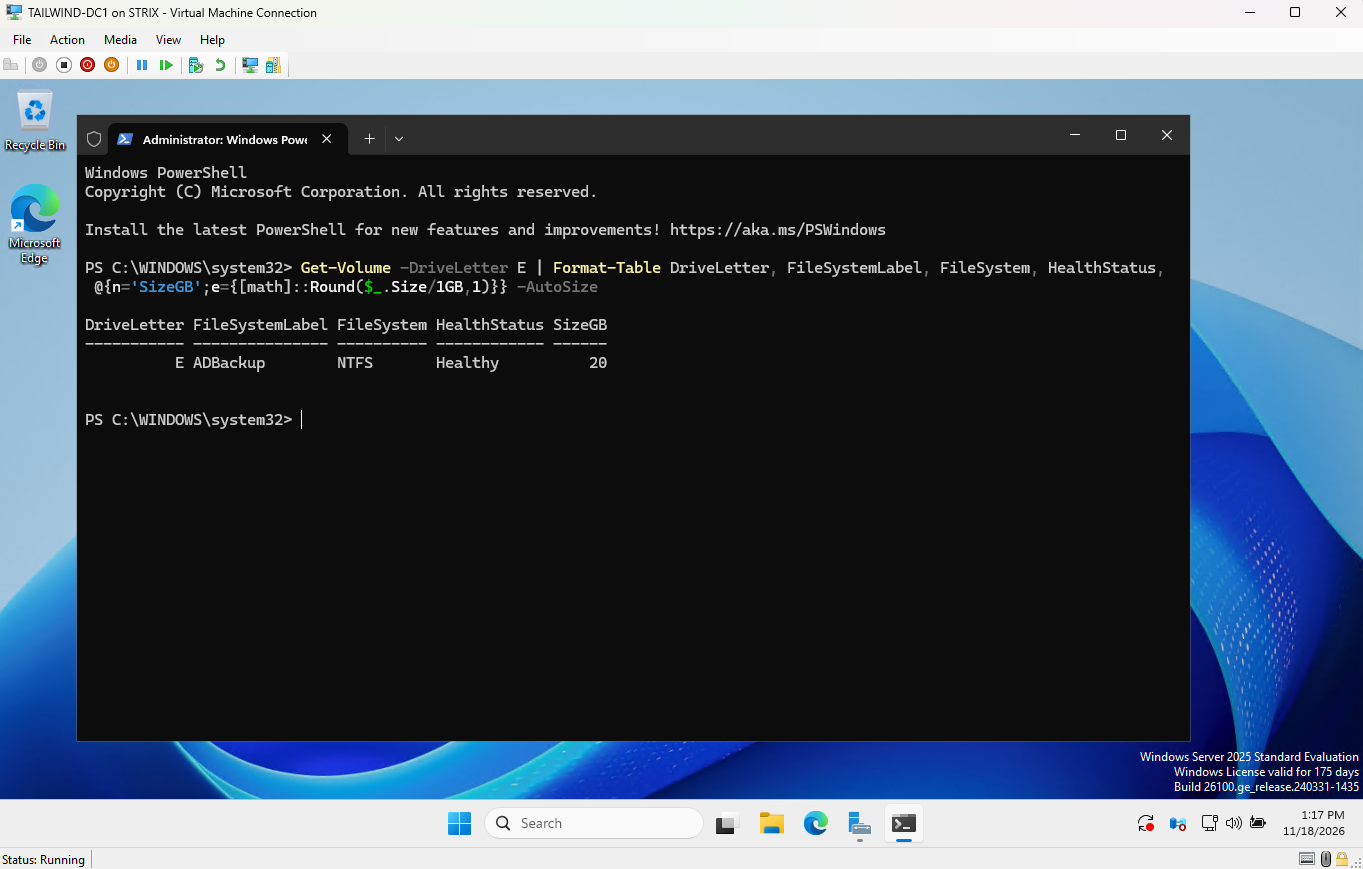 TAILWIND-DC1 on STRIX - Virtual Machine Connection
File Action Media View Help
Recycle Bin
Microsoft
Edge
Administrator: Windows Powe
Windows PowerShell
Copyright (C) Microsoft Corporation. All rights reserved.
Install the latest PowerShell for new features and improvements! https://aka.ms/PSWindows
PS C:\WINDOWS\system32> Get-Volume -DriveLetter E | Format-Table DriveLetter, FileSystemLabel, FileSystem, HealthStatus,
@{n='SizeGB';e={[math]::Round($_.Size/1GB,1)}} -AutoSize
DriveLetter FileSystemLabel FileSystem HealthStatus SizeGB
----------- --------------- ---------- ------------ ------
E ADBackup NTFS Healthy 20
PS C:\WINDOWS\system32>
Windows Server 2025 Standard Evaluation
Windows License valid for 175 days
Build 26100.ge_release.240331-1435
Search
1:17 PM
11/18/2026
Status: Running